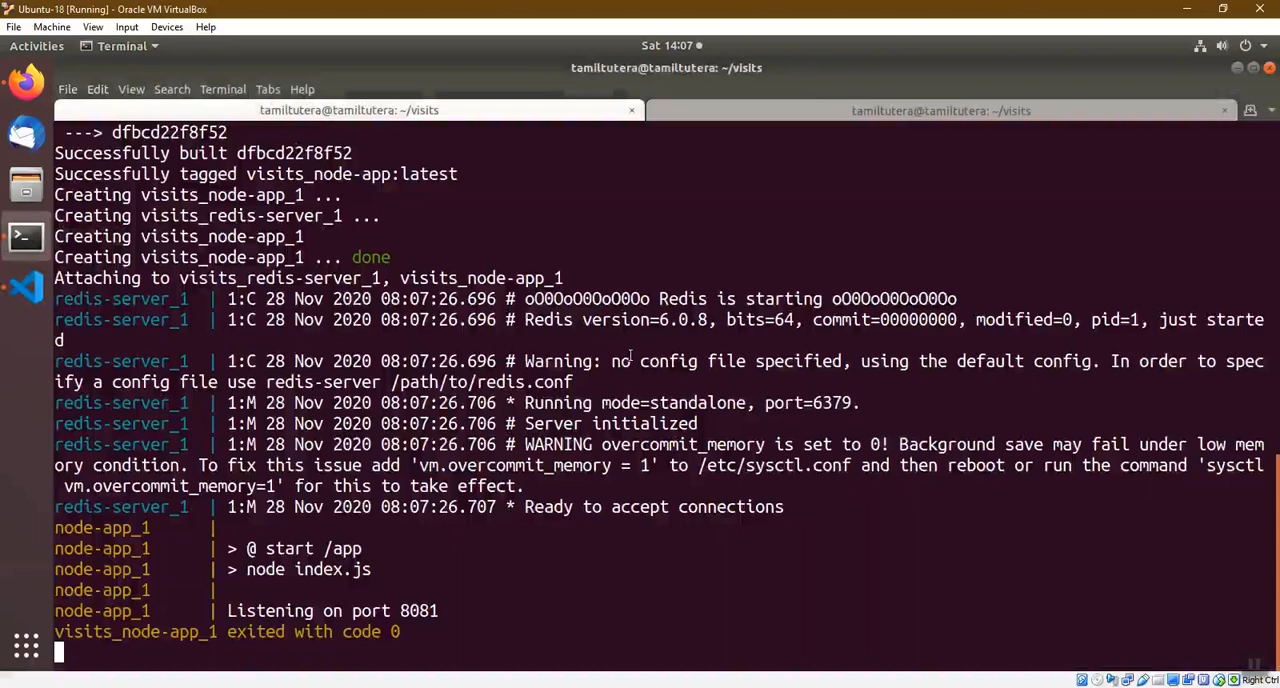 Ubuntu-18 [Running] - Oracle VM VirtualBox
File Machine View Input Devices Help
Activities Terminal Sat 14:07
tamiltutera@tamiltutera: ~/visits
File Edit View Search Terminal Tabs Help
tamiltutera@tamiltutera: ~/visits × tamiltutera@tamiltutera: ~/visits ×
---> dfbcd22f8f52
Successfully built dfbcd22f8f52
Successfully tagged visits_node-app:latest
Creating visits_node-app_1 ...
Creating visits_redis-server_1 ...
Creating visits_node-app_1
Creating visits_node-app_1 ... done
Attaching to visits_redis-server_1, visits_node-app_1
redis-server_1 | 1:C 28 Nov 2020 08:07:26.696 # oO0OoO0OoO0Oo Redis is starting oO0OoO0OoO0Oo
redis-server_1 | 1:C 28 Nov 2020 08:07:26.696 # Redis version=6.0.8, bits=64, commit=00000000, modified=0, pid=1, just starte
d
redis-server_1 | 1:C 28 Nov 2020 08:07:26.696 # Warning: no config file specified, using the default config. In order to spec
ify a config file use redis-server /path/to/redis.conf
redis-server_1 | 1:M 28 Nov 2020 08:07:26.706 * Running mode=standalone, port=6379.
redis-server_1 | 1:M 28 Nov 2020 08:07:26.706 # Server initialized
redis-server_1 | 1:M 28 Nov 2020 08:07:26.706 # WARNING overcommit_memory is set to 0! Background save may fail under low mem
ory condition. To fix this issue add 'vm.overcommit_memory = 1' to /etc/sysctl.conf and then reboot or run the command 'sysctl
vm.overcommit_memory=1' for this to take effect.
redis-server_1 | 1:M 28 Nov 2020 08:07:26.707 * Ready to accept connections
node-app_1 |
node-app_1 | > @ start /app
node-app_1 | > node index.js
node-app_1 |
node-app_1 | Listening on port 8081
visits_node-app_1 exited with code 0
Right Ctrl